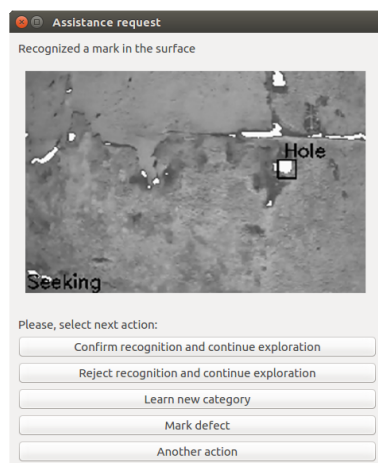 Assistance request
Recognized a mark in the surface
Hole
Seeking
Please, select next action:
Confirm recognition and continue exploration
Reject recognition and continue exploration
Learn new category
Mark defect
Another action